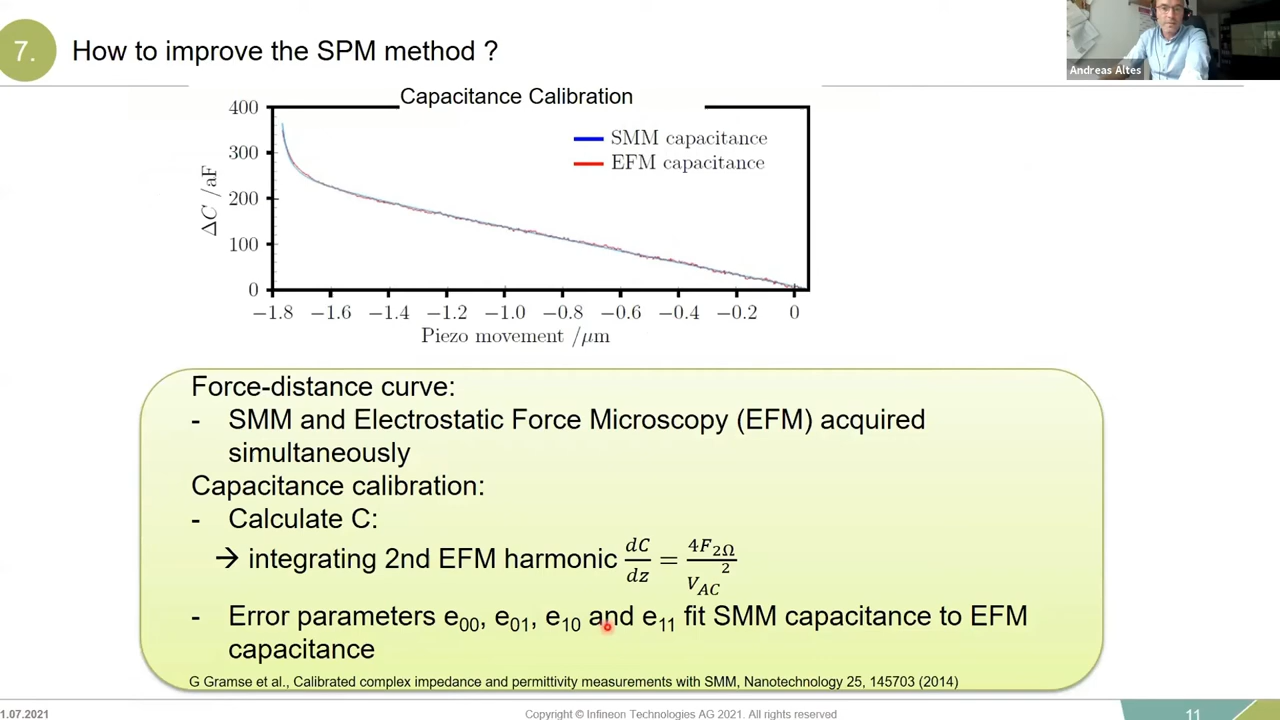 7.
How to improve the SPM method ?
Andreas Altes
Capacitance Calibration
400
300
200
100
0
ΔC /aF
SMM capacitance
EFM capacitance
−1.8 −1.6 −1.4 −1.2 −1.0 −0.8 −0.6 −0.4 −0.2 0
Piezo movement /μm
Force-distance curve:
- SMM and Electrostatic Force Microscopy (EFM) acquired
simultaneously
Capacitance calibration:
- Calculate C:
→ integrating 2nd EFM harmonic dC/dz = 4F₂Ω/V_AC²
- Error parameters e₀₀, e₀₁, e₁₀ and e₁₁ fit SMM capacitance to EFM
capacitance
G Gramse et al., Calibrated complex impedance and permittivity measurements with SMM, Nanotechnology 25, 145703 (2014)
1.07.2021 Copyright © Infineon Technologies AG 2021. All rights reserved 11